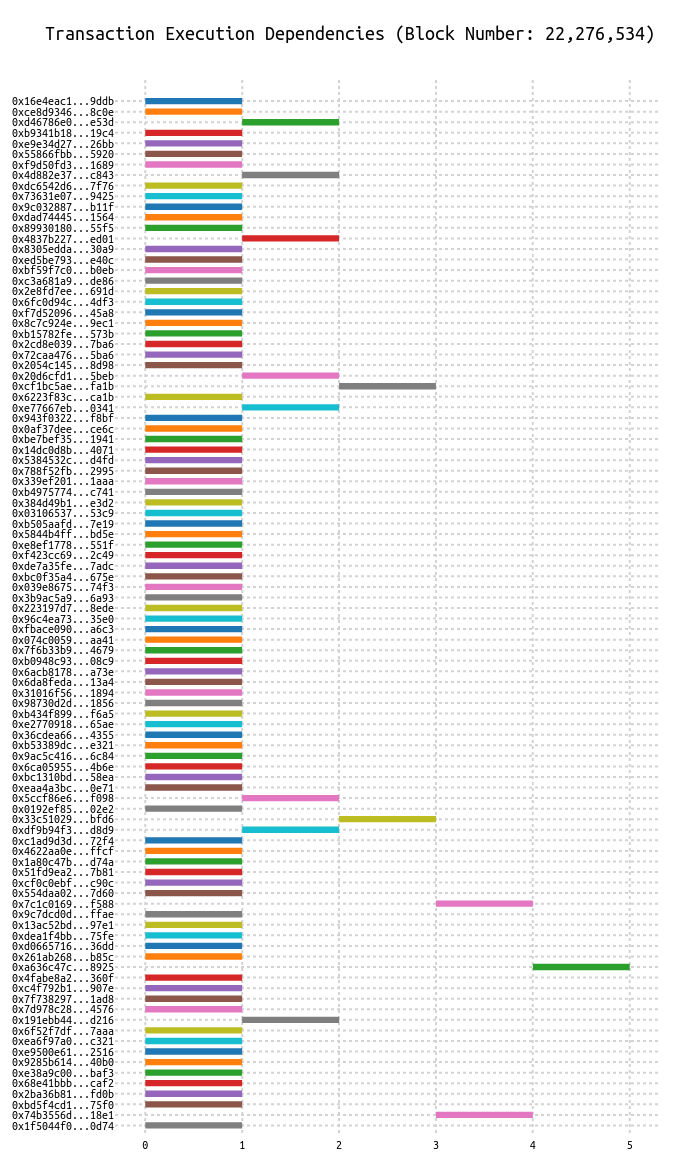 Transaction Execution Dependencies (Block Number: 22,276,534)
0x16e4eac1...9ddb
0xce8d9346...8c0e
0xd46786e0...e53d
0xb9341b18...19c4
0xe9e34d27...26bb
0x55866fbb...5920
0xf9d50fd3...1689
0x4d882e37...c843
0xdc6542d6...7f76
0x73631e07...9425
0x9c032887...b11f
0xdad74445...1564
0x89930180...55f5
0x4837b227...ed01
0x8305edda...30a9
0xed5be793...e40c
0xbf59f7c0...b0eb
0xc3a681a9...de86
0x2e8fd7ee...691d
0x6fc0d94c...4df3
0xf7d52096...45a8
0x8c7c924e...9ec1
0xb15782fe...573b
0x2cd8e039...7ba6
0x72caa476...5ba6
0x2054c145...8d98
0x20d6cfd1...5beb
0xcf1bc5ae...fa1b
0x6223f83c...ca1b
0xe77667eb...0341
0x943f0322...f8bf
0x0af37dee...ce6c
0xbe7bef35...1941
0x14dc0d8b...4071
0x5384532c...d4fd
0x788f52fb...2995
0x339ef201...1aaa
0xb4975774...c741
0x384d49b1...e3d2
0x03106537...53c9
0xb505aafd...7e19
0x5844b4ff...bd5e
0xe8ef1778...551f
0xf423cc69...2c49
0xde7a35fe...7adc
0xbc0f35a4...675e
0x039e8675...74f3
0x3b9ac5a9...6a93
0x223197d7...8ede
0x96c4ea73...35e0
0xfbace090...a6c3
0x074c0059...aa41
0x7f6b33b9...4679
0xb0948c93...08c9
0x6acb8178...a73e
0x6da8feda...13a4
0x31016f56...1894
0x98730d2d...1856
0xb434f899...f6a5
0xe2770918...65ae
0x36cdea66...4355
0xb53389dc...e321
0x9ac5c416...6c84
0x6ca05955...4b6e
0xbc1310bd...58ea
0xeaa4a3bc...0e71
0x5ccf86e6...f098
0x0192ef85...02e2
0x33c51029...bfd6
0xdf9b94f3...d8d9
0xc1ad9d3d...72f4
0x4622aa0e...ffcf
0x1a80c47b...d74a
0x51fd9ea2...7b81
0xcf0c0ebf...c90c
0x554daa02...7d60
0x7c1c0169...f588
0x9c7dcd0d...ffae
0x13ac52bd...97e1
0xdea1f4bb...75fe
0xd0665716...36dd
0x261ab268...b85c
0xa636c47c...8925
0x4fabe8a2...360f
0xc4f792b1...907e
0x7f738297...1ad8
0x7d978c28...4576
0x191ebb44...d216
0x6f52f7df...7aaa
0xea6f97a0...c321
0xe9500e61...2516
0x9285b614...40b0
0xe38a9c00...baf3
0x68e41bbb...caf2
0x2ba36b81...fd0b
0xbd5f4cd1...75f0
0x74b3556d...18e1
0x1f5044f0...0d74
0 1 2 3 4 5